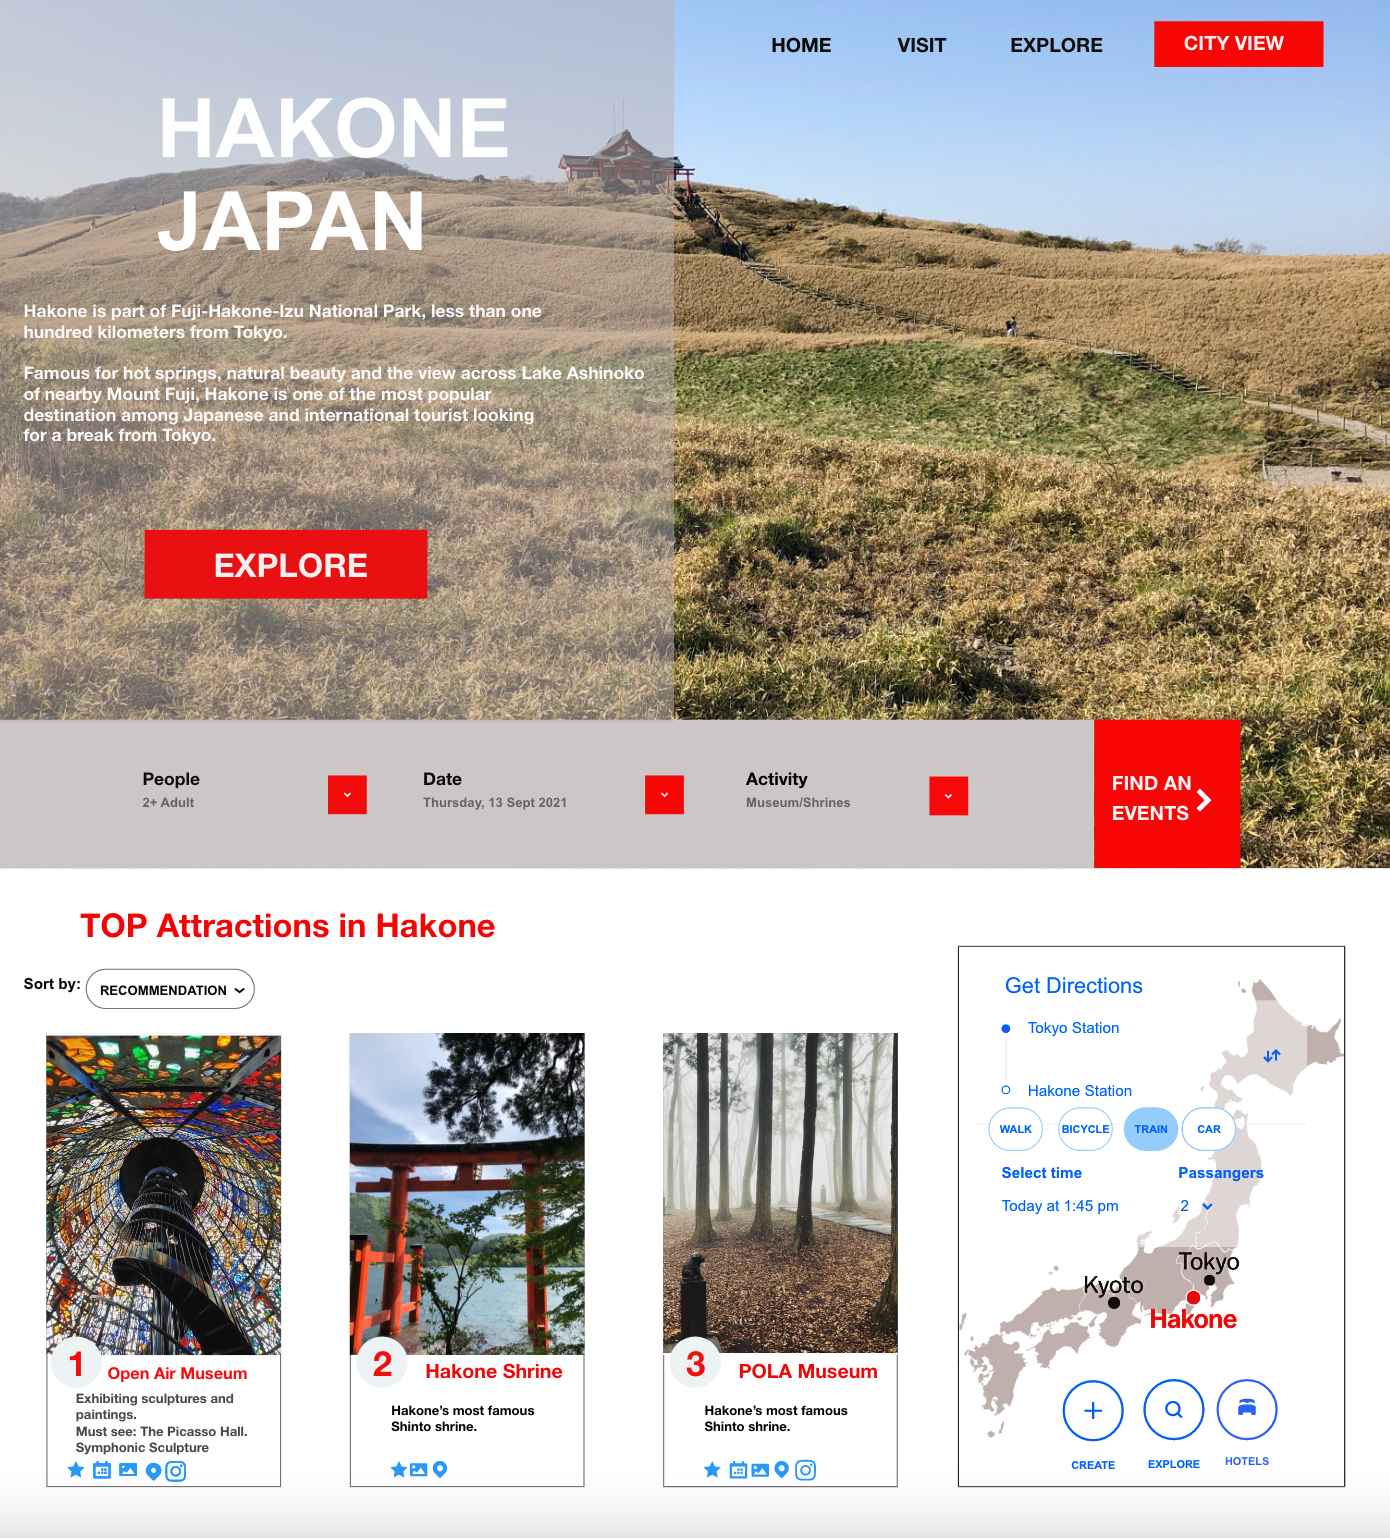 HOME
VISIT
EXPLORE
CITY VIEW
HAKONE
JAPAN
Hakone is part of Fuji-Hakone-Izu National Park, less than one
hundred kilometers from Tokyo.
Famous for hot springs, natural beauty and the view across Lake Ashinoko
of nearby Mount Fuji, Hakone is one of the most popular
destination among Japanese and international tourist looking
for a break from Tokyo.
EXPLORE
People
2+ Adult
Date
Thursday, 13 Sept 2021
Activity
Museum/Shrines
FIND AN
EVENTS
TOP Attractions in Hakone
Sort by:
RECOMMENDATION
1
Open Air Museum
Exhibiting sculptures and
paintings.
Must see: The Picasso Hall.
Symphonic Sculpture
2
Hakone Shrine
Hakone's most famous
Shinto shrine.
3
POLA Museum
Hakone's most famous
Shinto shrine.
Get Directions
Tokyo Station
Hakone Station
WALK
BICYCLE
TRAIN
CAR
Select time
Passangers
Today at 1:45 pm
2
Tokyo
Kyoto
Hakone
CREATE
EXPLORE
HOTELS